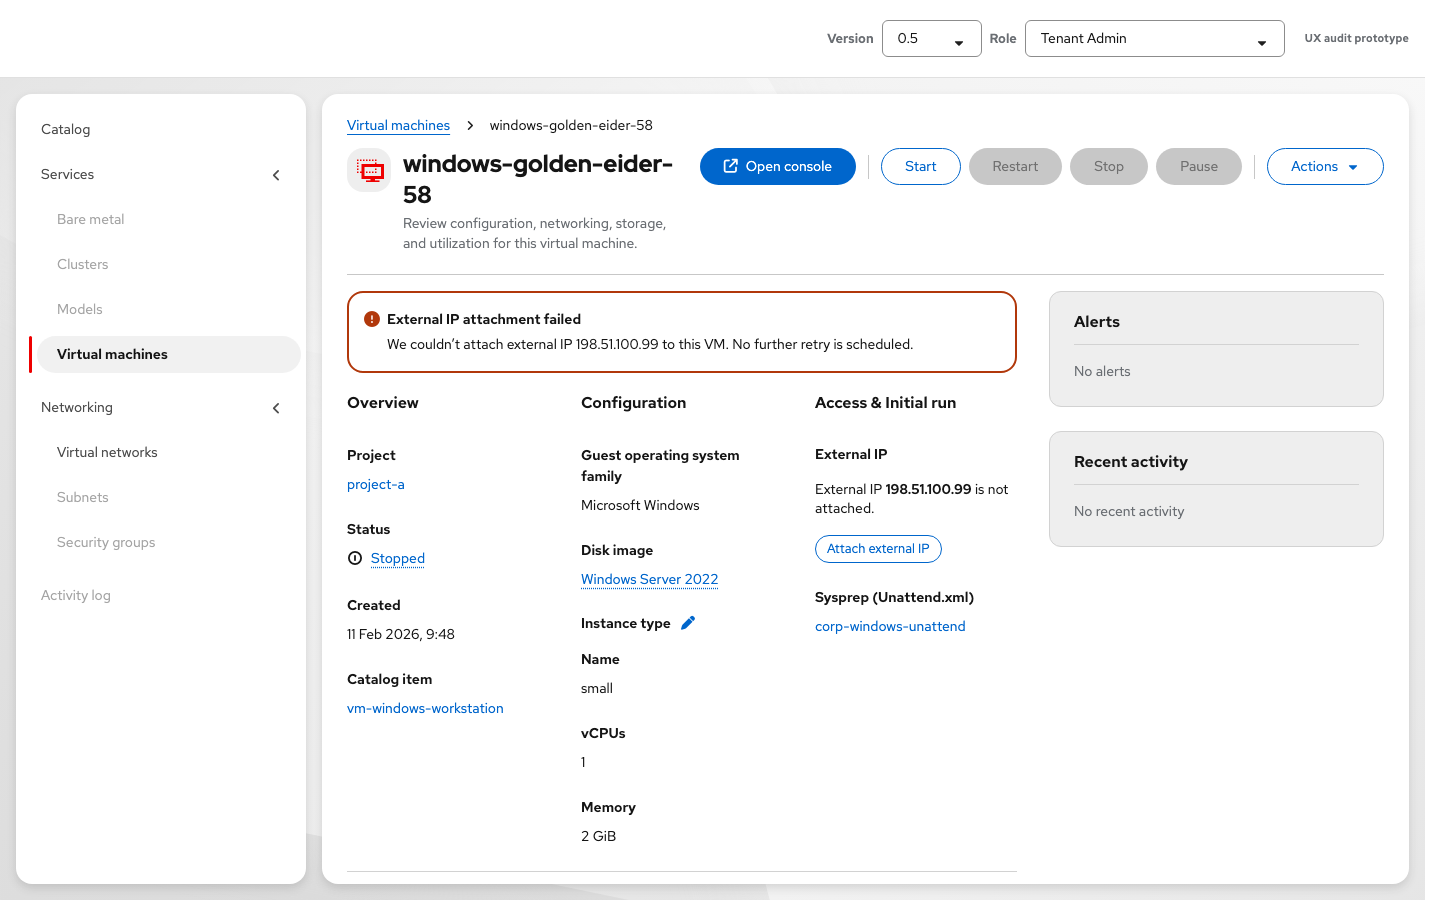 Version 0.5 Role Tenant Admin UX audit prototype
Catalog
Services
Bare metal
Clusters
Models
Virtual machines
Networking
Virtual networks
Subnets
Security groups
Activity log
Virtual machines windows-golden-eider-58
windows-golden-eider-
58
Review configuration, networking, storage,
and utilization for this virtual machine.
Open console Start Restart Stop Pause Actions
External IP attachment failed
We couldn’t attach external IP 198.51.100.99 to this VM. No further retry is scheduled.
Overview
Project
project-a
Status
Stopped
Created
11 Feb 2026, 9:48
Catalog item
vm-windows-workstation
Configuration
Guest operating system
family
Microsoft Windows
Disk image
Windows Server 2022
Instance type
Name
small
vCPUs
1
Memory
2 GiB
Access & Initial run
External IP
External IP 198.51.100.99 is not
attached.
Attach external IP
Sysprep (Unattend.xml)
corp-windows-unattend
Alerts
No alerts
Recent activity
No recent activity